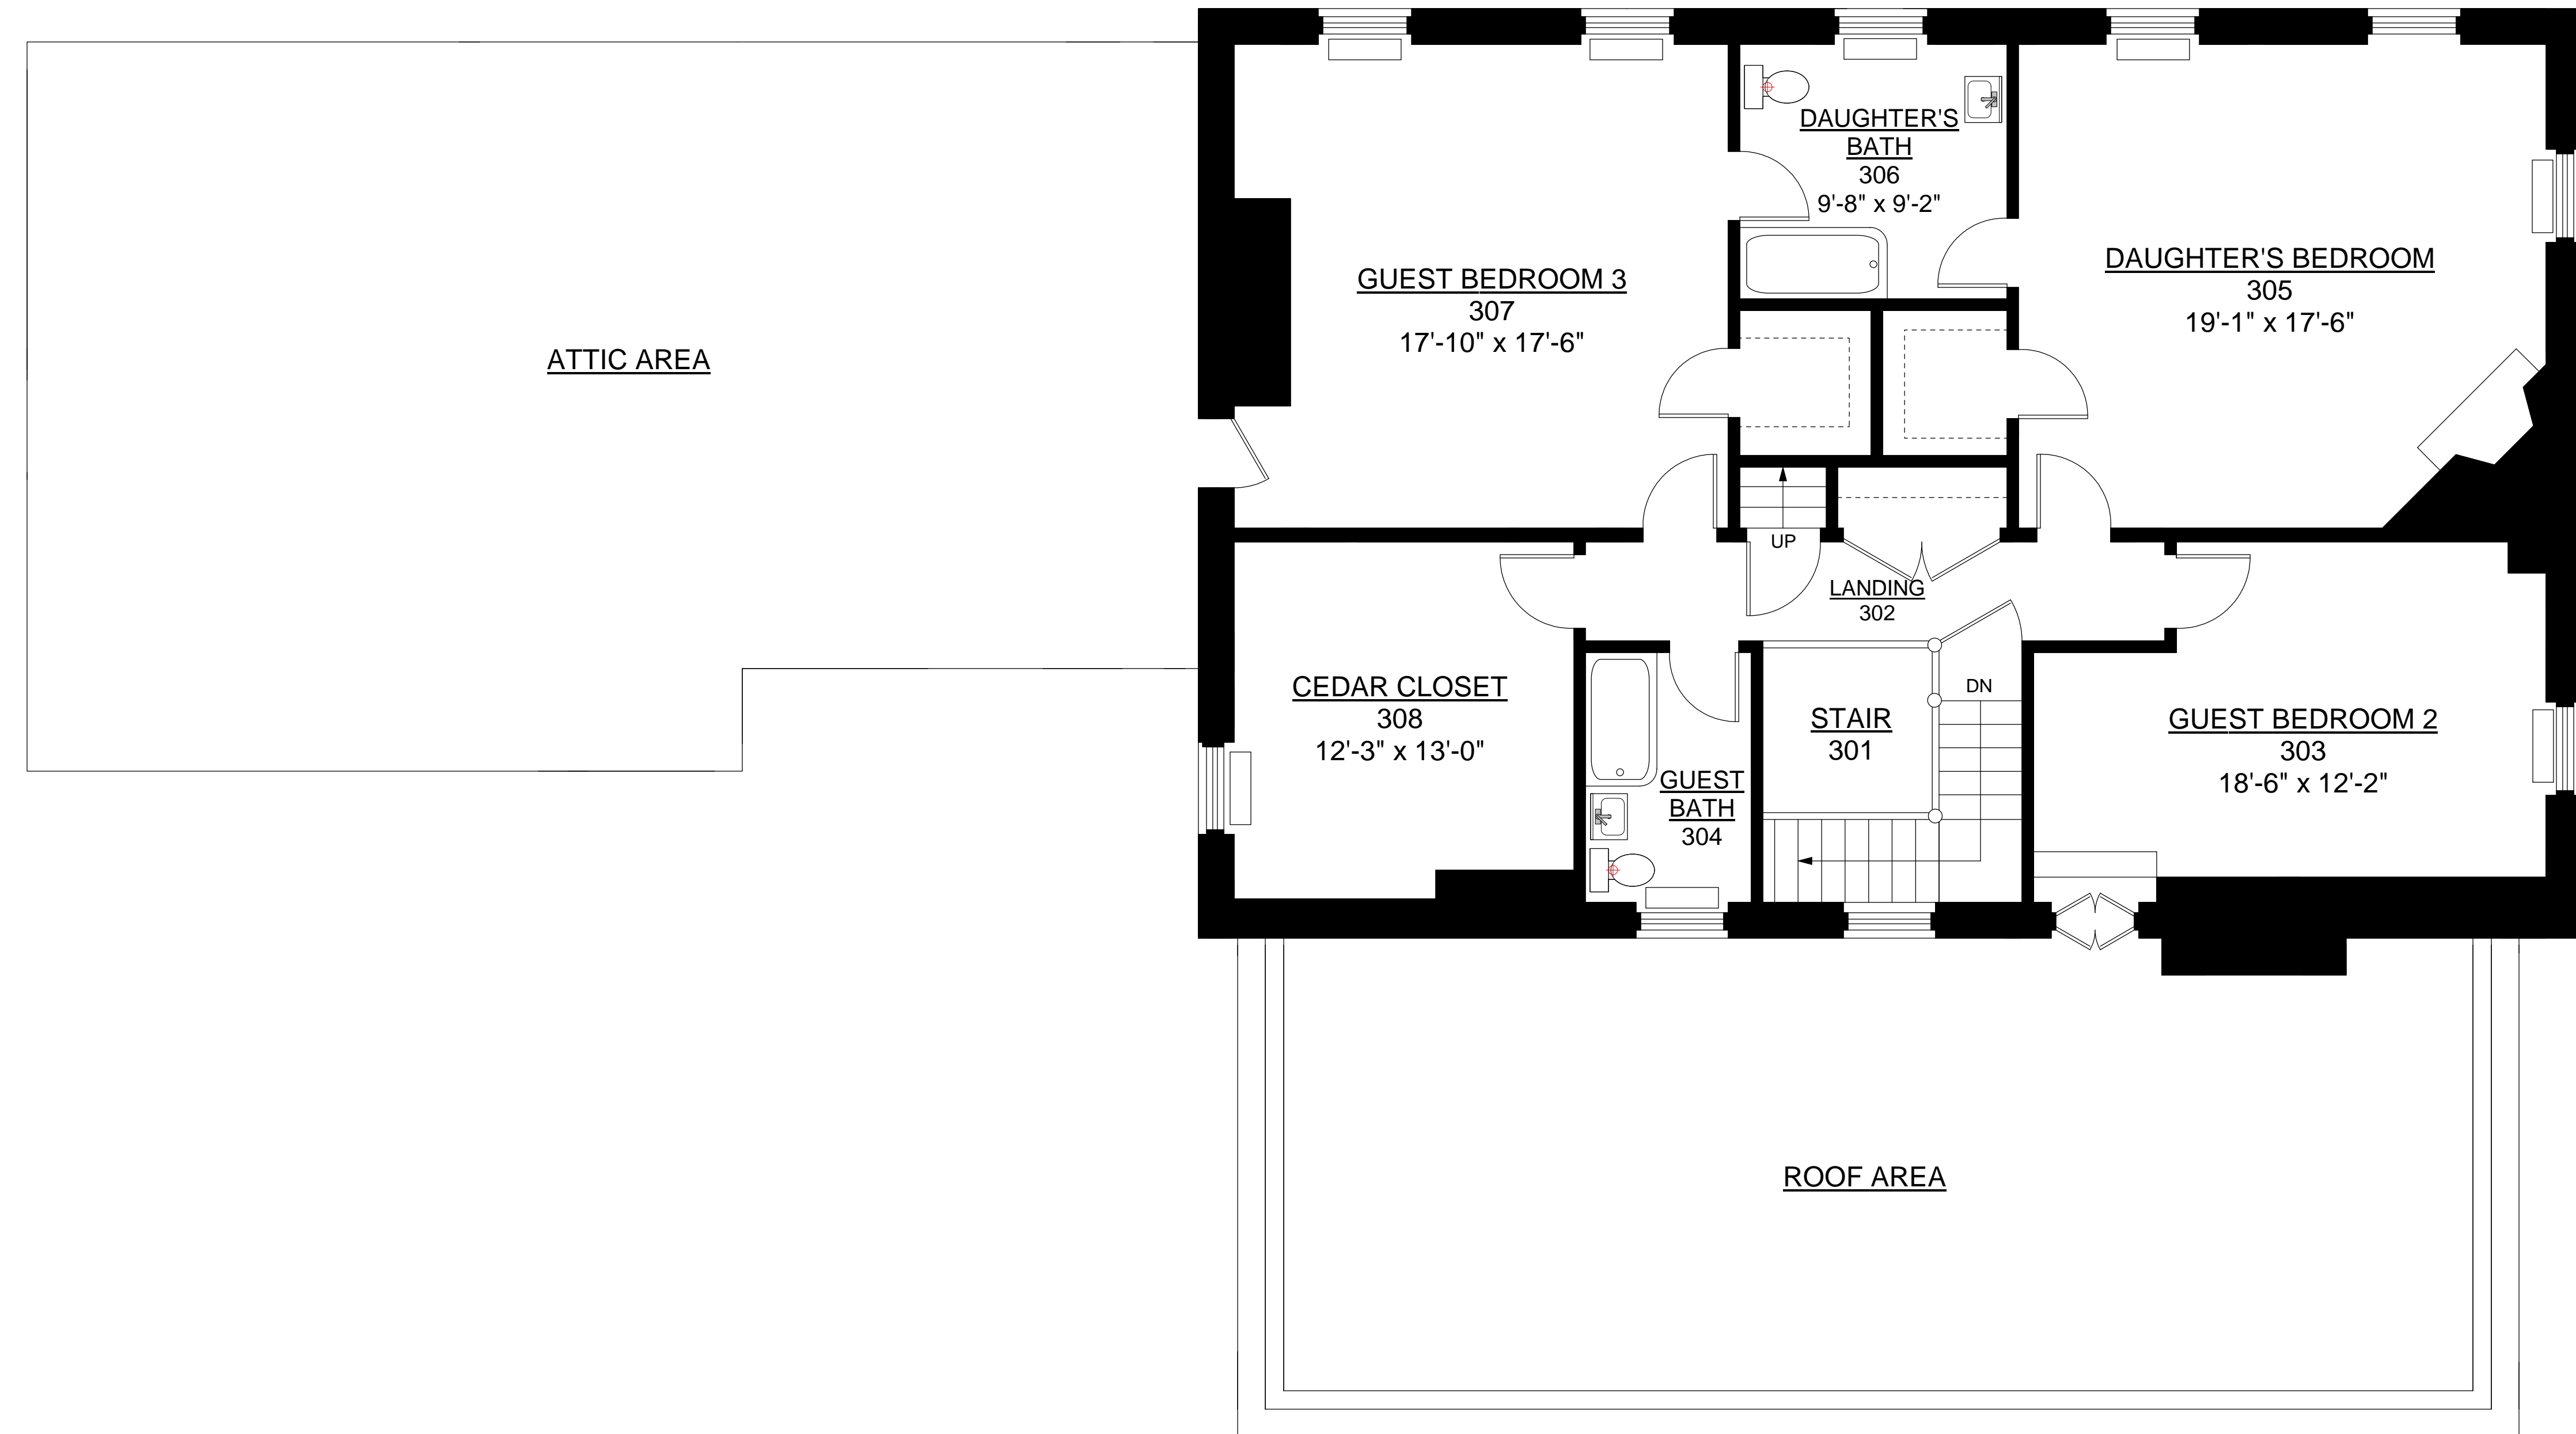 DAUGHTER'S
BATH
306
9'-8" x 9'-2"
GUEST BEDROOM 3
307
17'-10" x 17'-6"
DAUGHTER'S BEDROOM
305
19'-1" x 17'-6"
ATTIC AREA
UP
LANDING
302
CEDAR CLOSET
308
12'-3" x 13'-0"
GUEST
BATH
304
STAIR
301
DN
GUEST BEDROOM 2
303
18'-6" x 12'-2"
ROOF AREA